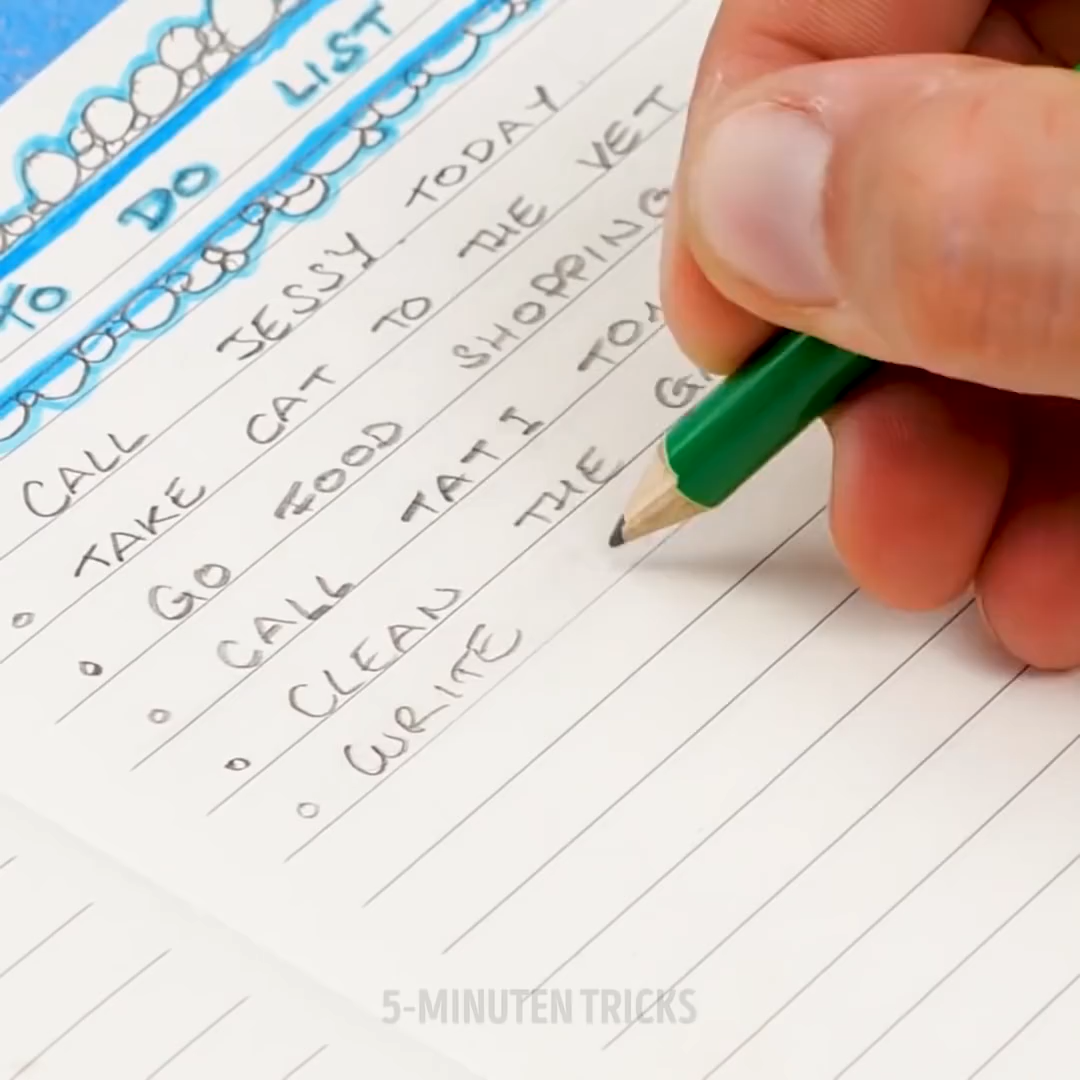 TO DO LIST
CALL JESSY TODAY
TAKE CAT TO THE VET
GO FOOD SHOPPING
CALL TATI
CLEAN THE
WRITE
5-MINUTEN TRICKS